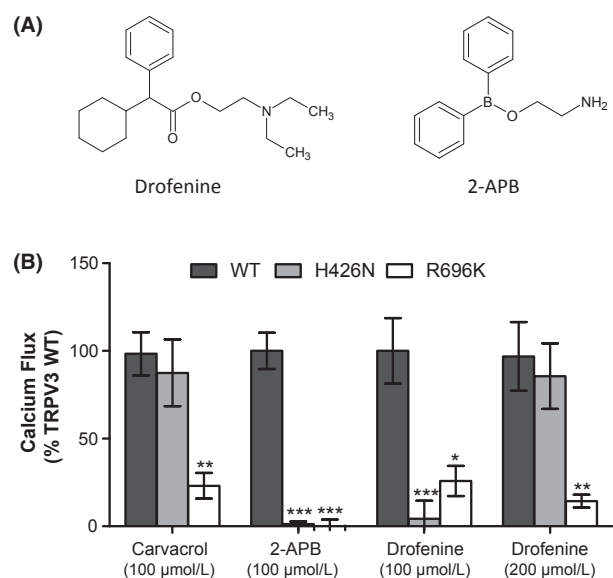 (A)
N
CH3
CH3
O
O
Drofenine
B
O
NH2
2-APB
(B)
WT H426N R696K
Calcium Flux
(% TRPV3 WT)
150
100
50
0
** *** *** *** * **
Carvacrol
(100 µmol/L)
2-APB
(100 µmol/L)
Drofenine
(100 µmol/L)
Drofenine
(200 µmol/L)